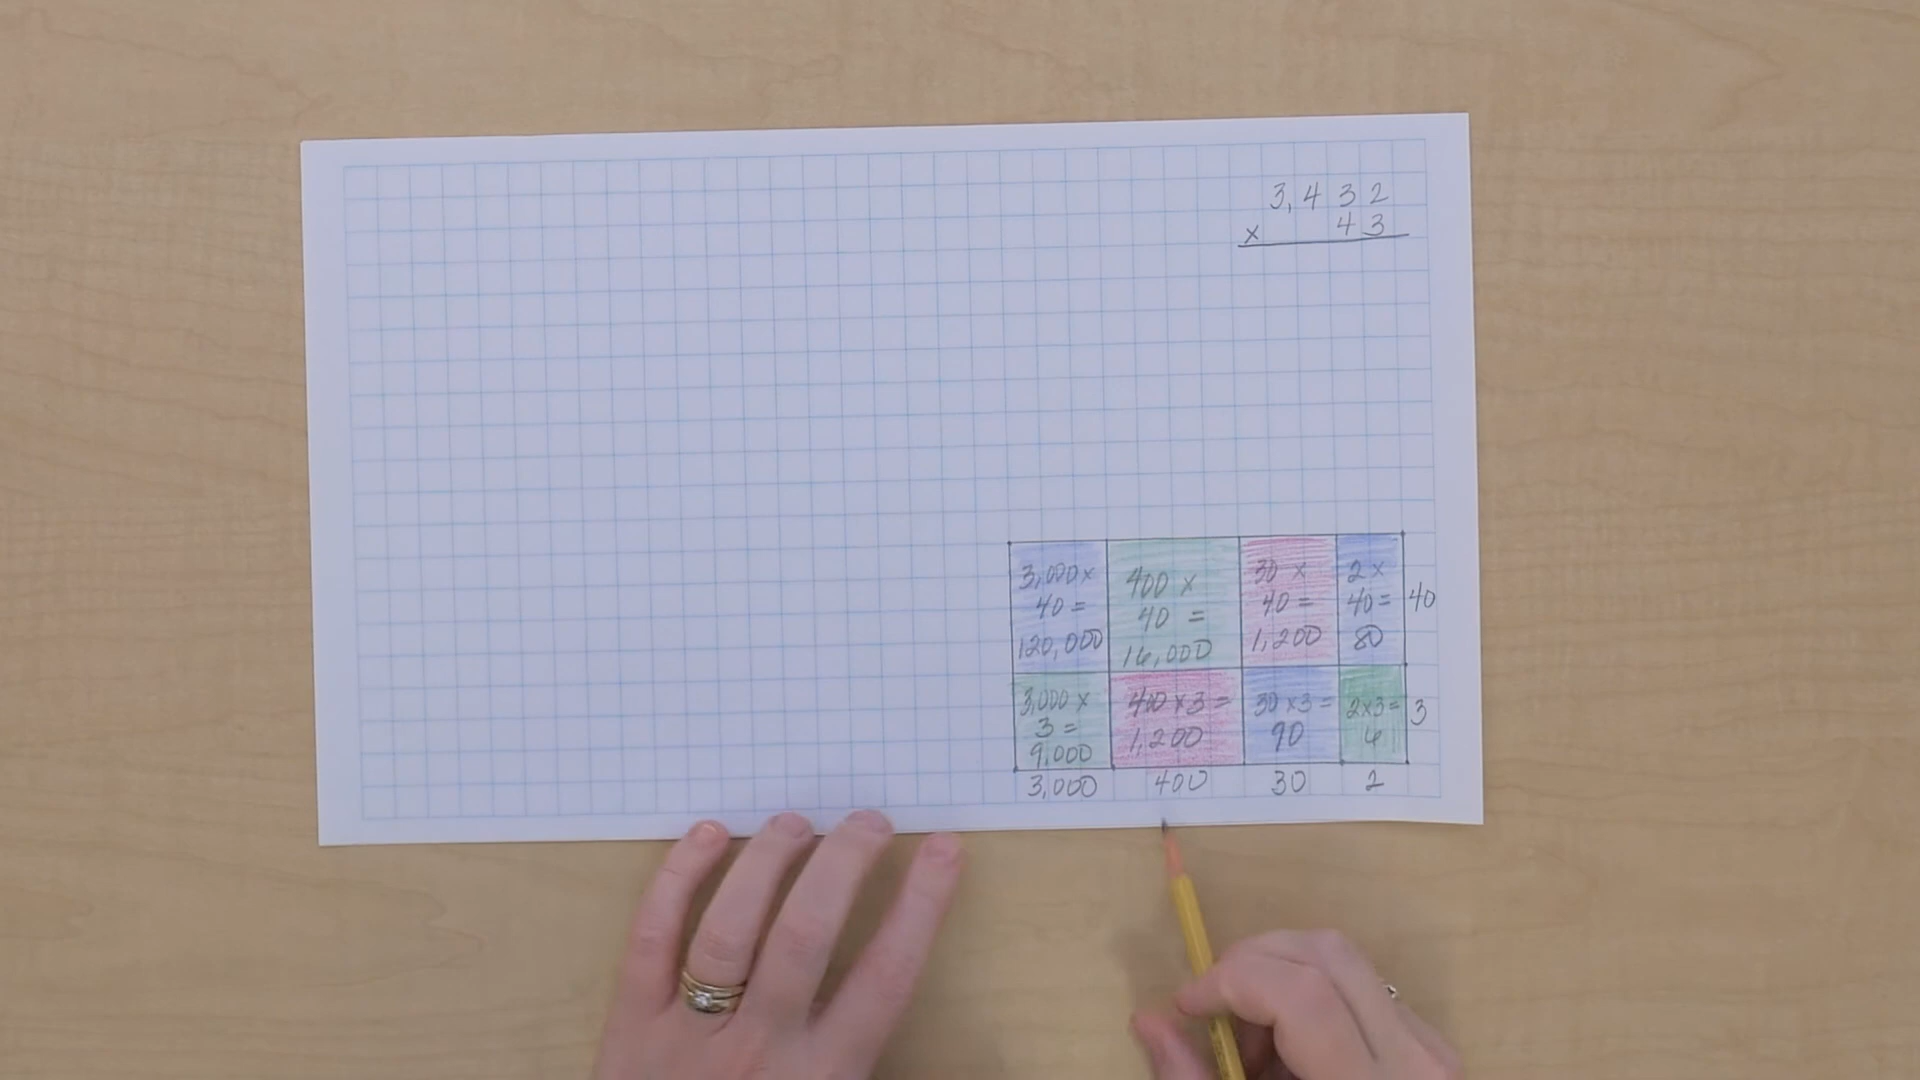 3,432
x 43
3,000 x
40 =
120,000
400 x
40 =
16,000
30 x
40 =
1,200
2 x
40 =
80
40
3,000 x
3 =
9,000
400 x 3 =
1,200
30 x 3 =
90
2 x 3 =
6
3
3,000
400
30
2